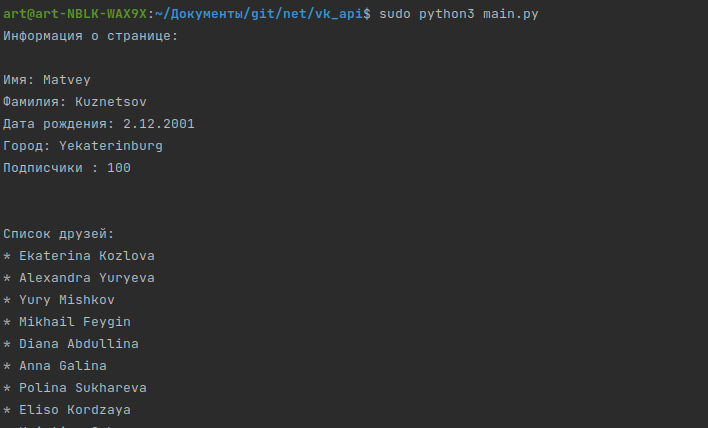 art@art-NBLK-WAX9X:~/Документы/git/net/vk_api$ sudo python3 main.py
Информация о странице:
Имя: Matvey
Фамилия: Kuznetsov
Дата рождения: 2.12.2001
Город: Yekaterinburg
Подписчики : 100
Список друзей:
* Ekaterina Kozlova
* Alexandra Yuryeva
* Yury Mishkov
* Mikhail Feygin
* Diana Abdullina
* Anna Galina
* Polina Sukhareva
* Eliso Kordzaya